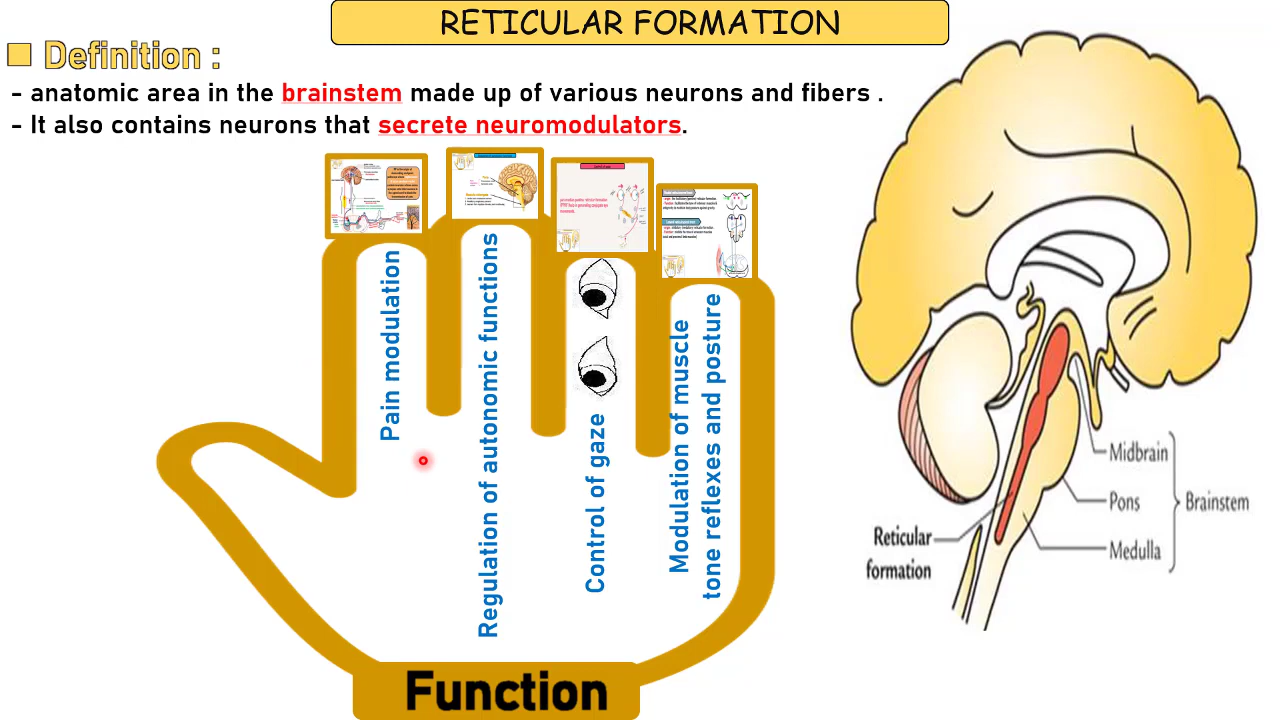 RETICULAR FORMATION
Definition :
- anatomic area in the brainstem made up of various neurons and fibers .
- It also contains neurons that secrete neuromodulators.
Pain modulation
Regulation of autonomic functions
Control of gaze
Modulation of muscle
tone reflexes and posture
Function
Midbrain
Pons
Brainstem
Medulla
Reticular
formation